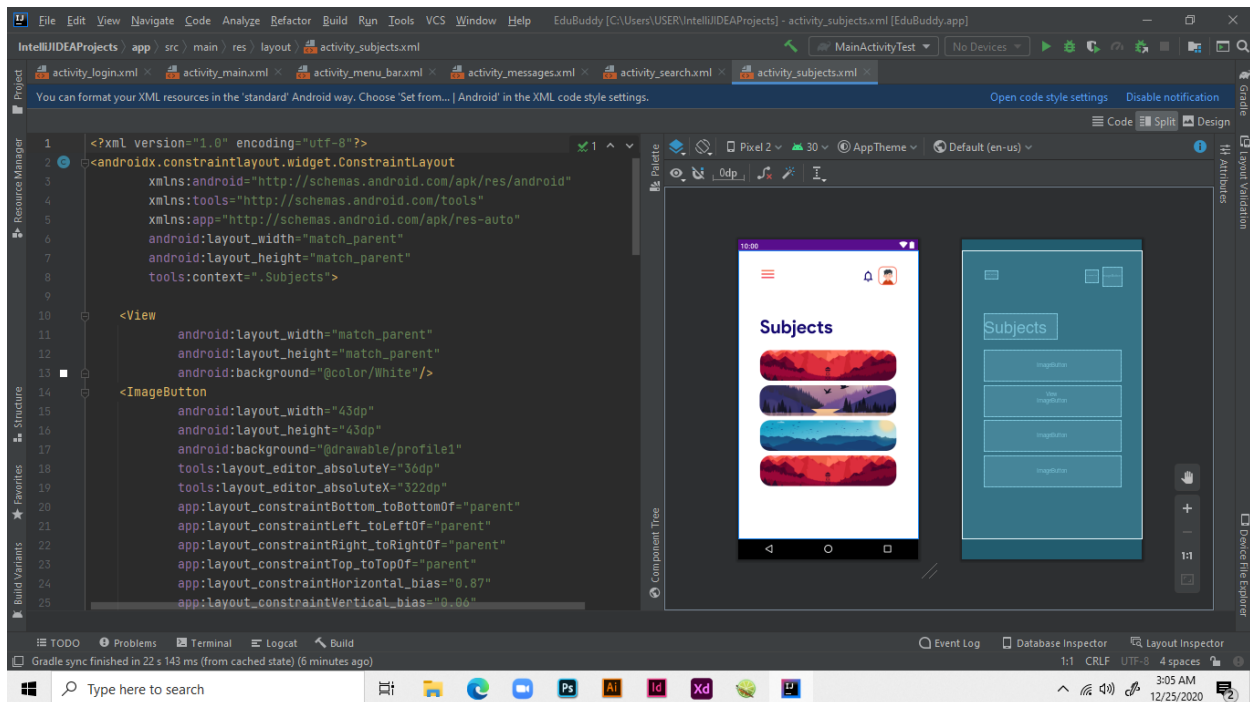 File Edit View Navigate Code Analyze Refactor Build Run Tools VCS Window Help EduBuddy [C:\Users\USER\IntelliJIDEAProjects] - activity_subjects.xml [EduBuddy.app]
IntelliJIDEAProjects app src main res layout activity_subjects.xml MainActivityTest No Devices
activity_login.xml activity_main.xml activity_menu_bar.xml activity_messages.xml activity_search.xml activity_subjects.xml
You can format your XML resources in the 'standard' Android way. Choose 'Set from... | Android' in the XML code style settings. Open code style settings Disable notification
Code Split Design
Project
Resource Manager
Structure
Favorites
Build Variants
1 <?xml version="1.0" encoding="utf-8"?>
2 <androidx.constraintlayout.widget.ConstraintLayout
3 xmlns:android="http://schemas.android.com/apk/res/android"
4 xmlns:tools="http://schemas.android.com/tools"
5 xmlns:app="http://schemas.android.com/apk/res-auto"
6 android:layout_width="match_parent"
7 android:layout_height="match_parent"
8 tools:context=".Subjects">
9
10 <View
11 android:layout_width="match_parent"
12 android:layout_height="match_parent"
13 android:background="@color/White"/>
14 <ImageButton
15 android:layout_width="43dp"
16 android:layout_height="43dp"
17 android:background="@drawable/profile1"
18 tools:layout_editor_absoluteY="36dp"
19 tools:layout_editor_absoluteX="322dp"
20 app:layout_constraintBottom_toBottomOf="parent"
21 app:layout_constraintLeft_toLeftOf="parent"
22 app:layout_constraintRight_toRightOf="parent"
23 app:layout_constraintTop_toTopOf="parent"
24 app:layout_constraintHorizontal_bias="0.87"
25 app:layout_constraintVertical_bias="0.06"
1
Palette
Component Tree
Pixel 2 30 AppTheme Default (en-us)
0dp
10:00
Subjects
Subjects
ImageButton
View
ImageButton
ImageButton
ImageButton
1:1
Attributes
Gradle
Layout Validation
Device File Explorer
TODO Problems Terminal Logcat Build Event Log Database Inspector Layout Inspector
Gradle sync finished in 22 s 143 ms (from cached state) (6 minutes ago) 1:1 CRLF UTF-8 4 spaces
Type here to search Ps Ai Id Xd 3:05 AM
12/25/2020 2